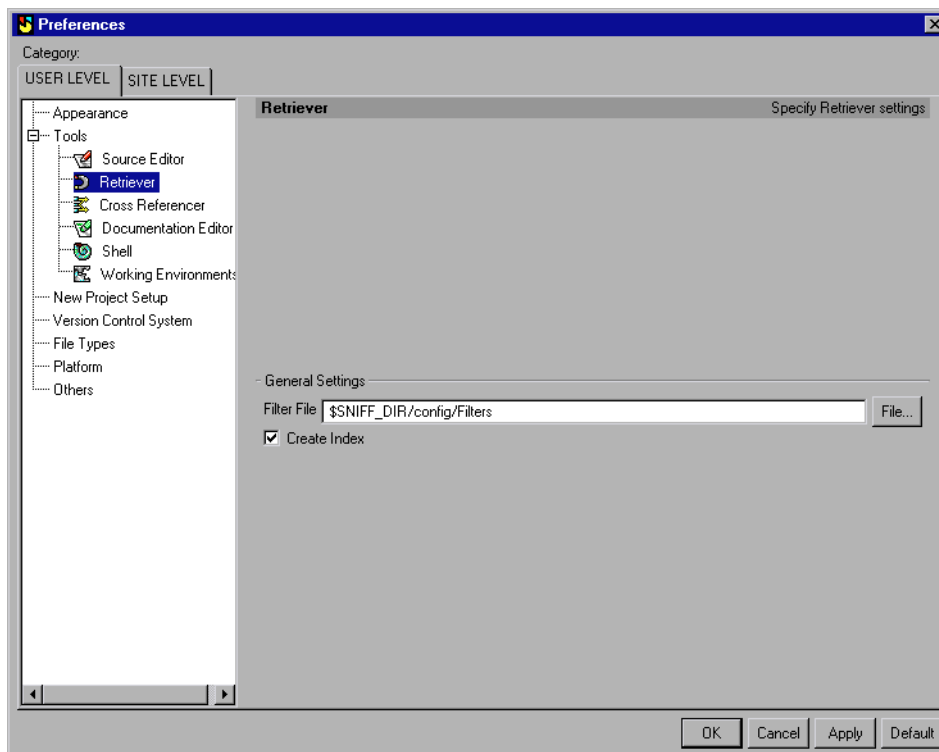 Preferences
Category:
USER LEVEL SITE LEVEL
Appearance
Tools
Source Editor
Retriever
Cross Referencer
Documentation Editor
Shell
Working Environments
New Project Setup
Version Control System
File Types
Platform
Others
Retriever Specify Retriever settings
General Settings
Filter File $SNIFF_DIR/config/Filters File...
Create Index
OK Cancel Apply Default